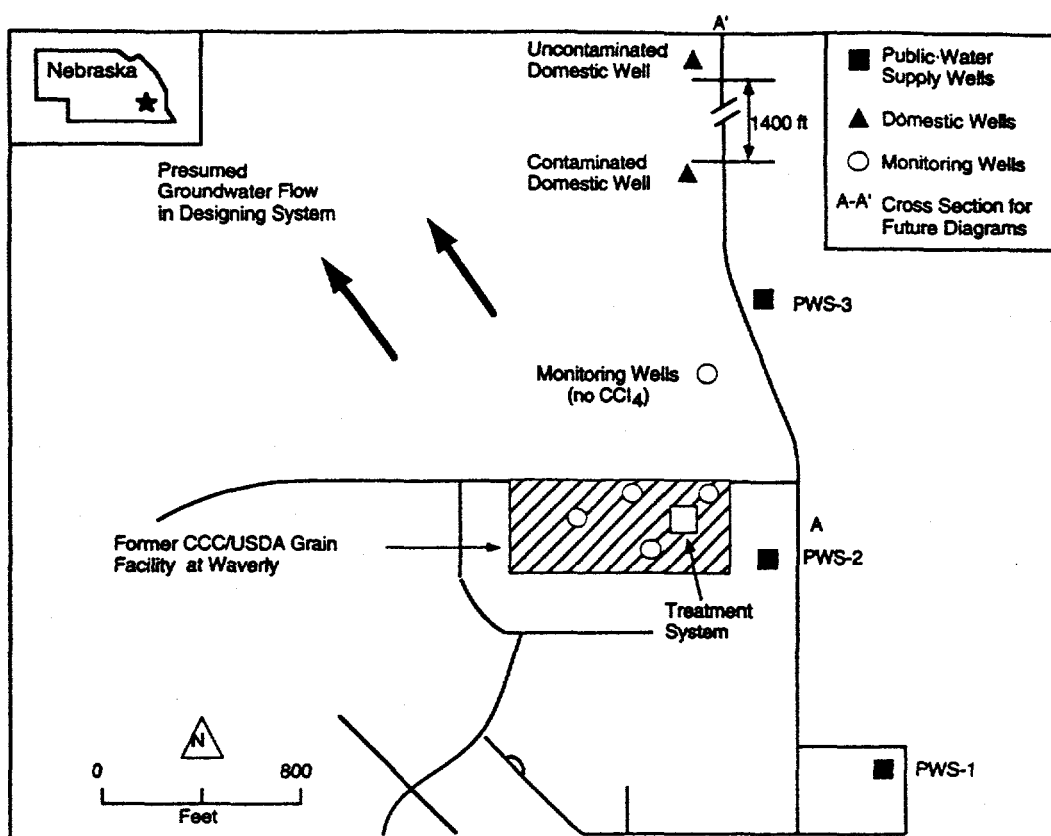 A'
Nebraska
Uncontaminated
Domestic Well
1400 ft
Contaminated
Domestic Well
Public-Water
Supply Wells
Domestic Wells
Monitoring Wells
A-A' Cross Section for
Future Diagrams
Presumed
Groundwater Flow
in Designing System
PWS-3
Monitoring Wells
(no CCl4)
A
Former CCC/USDA Grain
Facility at Waverly
PWS-2
Treatment
System
N
0 800
Feet
PWS-1